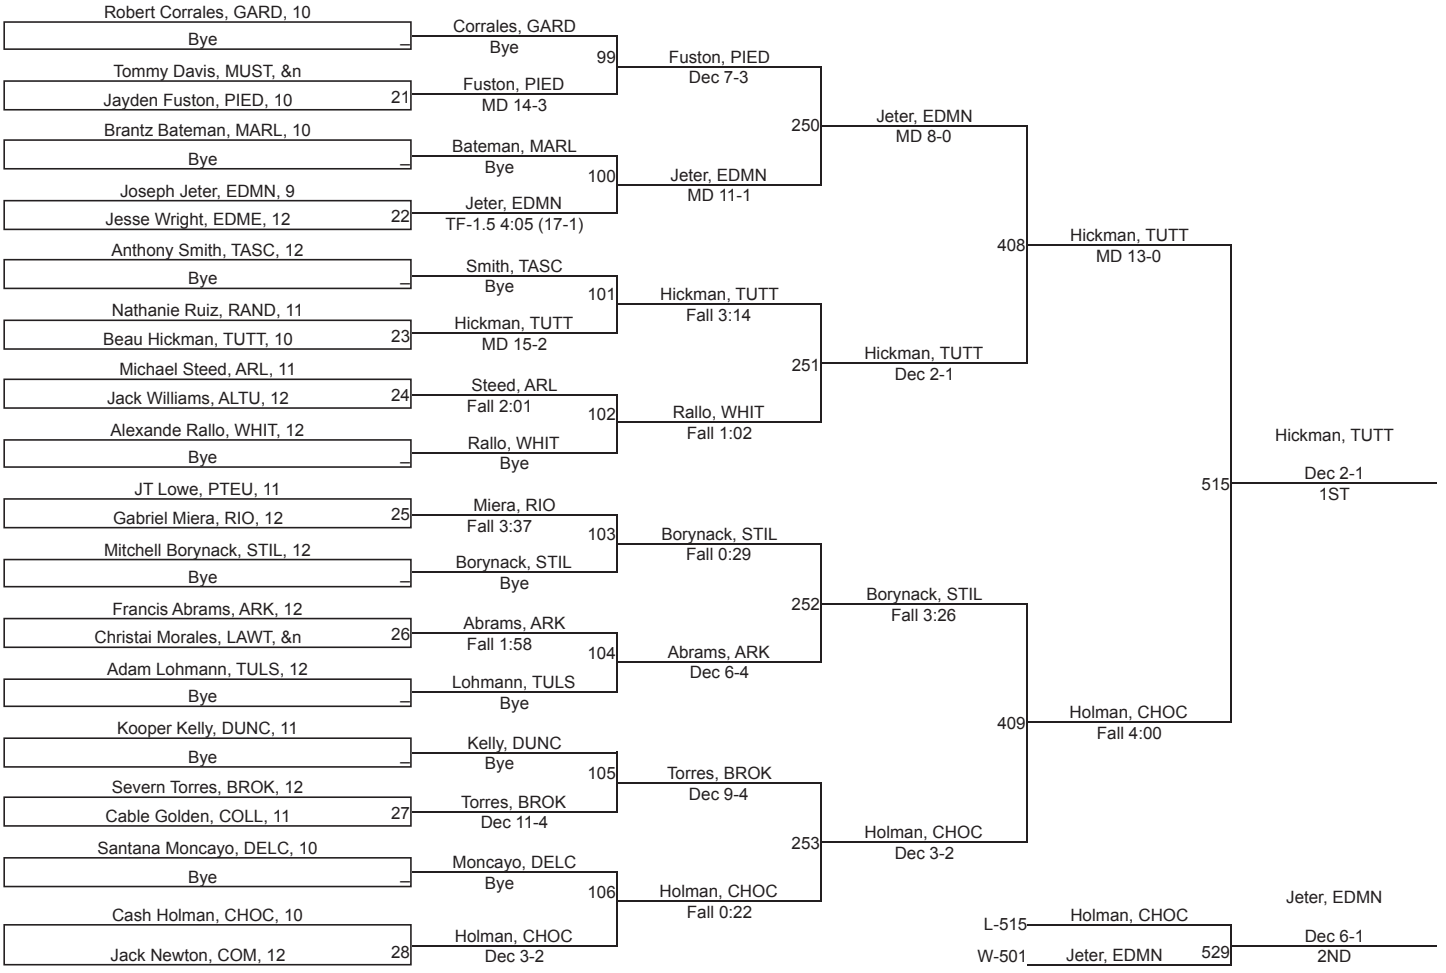 Robert Corrales, GARD, 10
Bye
_
Tommy Davis, MUST, &n
Jayden Fuston, PIED, 10
21
Brantz Bateman, MARL, 10
Bye
_
Joseph Jeter, EDMN, 9
Jesse Wright, EDME, 12
22
Anthony Smith, TASC, 12
Bye
_
Nathanie Ruiz, RAND, 11
Beau Hickman, TUTT, 10
23
Michael Steed, ARL, 11
Jack Williams, ALTU, 12
24
Alexande Rallo, WHIT, 12
Bye
_
JT Lowe, PTEU, 11
Gabriel Miera, RIO, 12
25
Mitchell Borynack, STIL, 12
Bye
_
Francis Abrams, ARK, 12
Christai Morales, LAWT, &n
26
Adam Lohmann, TULS, 12
Bye
_
Kooper Kelly, DUNC, 11
Bye
_
Severn Torres, BROK, 12
Cable Golden, COLL, 11
27
Santana Moncayo, DELC, 10
Bye
_
Cash Holman, CHOC, 10
Jack Newton, COM, 12
28
Corrales, GARD
Bye
99
Fuston, PIED
MD 14-3
Bateman, MARL
Bye
100
Jeter, EDMN
TF-1.5 4:05 (17-1)
Smith, TASC
Bye
101
Hickman, TUTT
MD 15-2
Steed, ARL
Fall 2:01
102
Rallo, WHIT
Bye
Miera, RIO
Fall 3:37
103
Borynack, STIL
Bye
Abrams, ARK
Fall 1:58
104
Lohmann, TULS
Bye
Kelly, DUNC
Bye
105
Torres, BROK
Dec 11-4
Moncayo, DELC
Bye
106
Holman, CHOC
Dec 3-2
Fuston, PIED
Dec 7-3
250
Jeter, EDMN
MD 11-1
Hickman, TUTT
Fall 3:14
251
Rallo, WHIT
Fall 1:02
Borynack, STIL
Fall 0:29
252
Abrams, ARK
Dec 6-4
Torres, BROK
Dec 9-4
253
Holman, CHOC
Fall 0:22
Jeter, EDMN
MD 8-0
408
Hickman, TUTT
Dec 2-1
Borynack, STIL
Fall 3:26
409
Holman, CHOC
Dec 3-2
Hickman, TUTT
MD 13-0
515
Holman, CHOC
Fall 4:00
Hickman, TUTT
Dec 2-1
1ST
L-515
Holman, CHOC
W-501
Jeter, EDMN
529
Jeter, EDMN
Dec 6-1
2ND